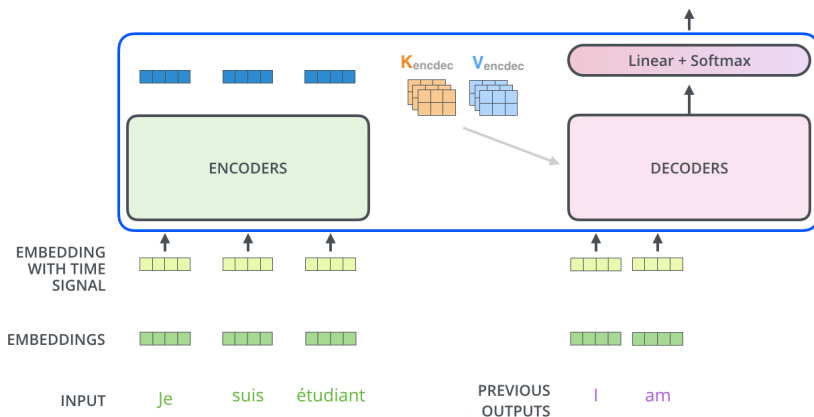 Kencdec Vencdec
Linear + Softmax
ENCODERS
DECODERS
EMBEDDING
WITH TIME
SIGNAL
EMBEDDINGS
INPUT
Je suis étudiant
PREVIOUS
OUTPUTS
I am